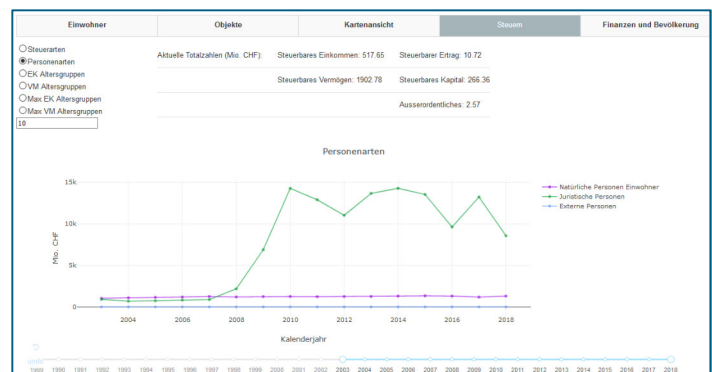 Einwohner Objekte Kartenansicht Steuern Finanzen und Bevölkerung
Steuerarten
Personenarten
EK Altersgruppen
VM Altersgruppen
Max EK Altersgruppen
Max VM Altersgruppen
10
Aktuelle Totalzahlen (Mio. CHF): Steuerbares Einkommen: 517.65 Steuerbarer Ertrag: 10.72
Steuerbares Vermögen: 1902.78 Steuerbares Kapital: 266.36
Ausserordentliches: 2.57
Personenarten
15k
10k
5k
0
Mio. CHF
2004 2006 2008 2010 2012 2014 2016 2018
Kalenderjahr
Natürliche Personen Einwohner
Juristische Personen
Externe Personen
undo
1989 1990 1991 1992 1993 1994 1995 1996 1997 1998 1999 2000 2001 2002 2003 2004 2005 2006 2007 2008 2009 2010 2011 2012 2013 2014 2015 2016 2017 2018